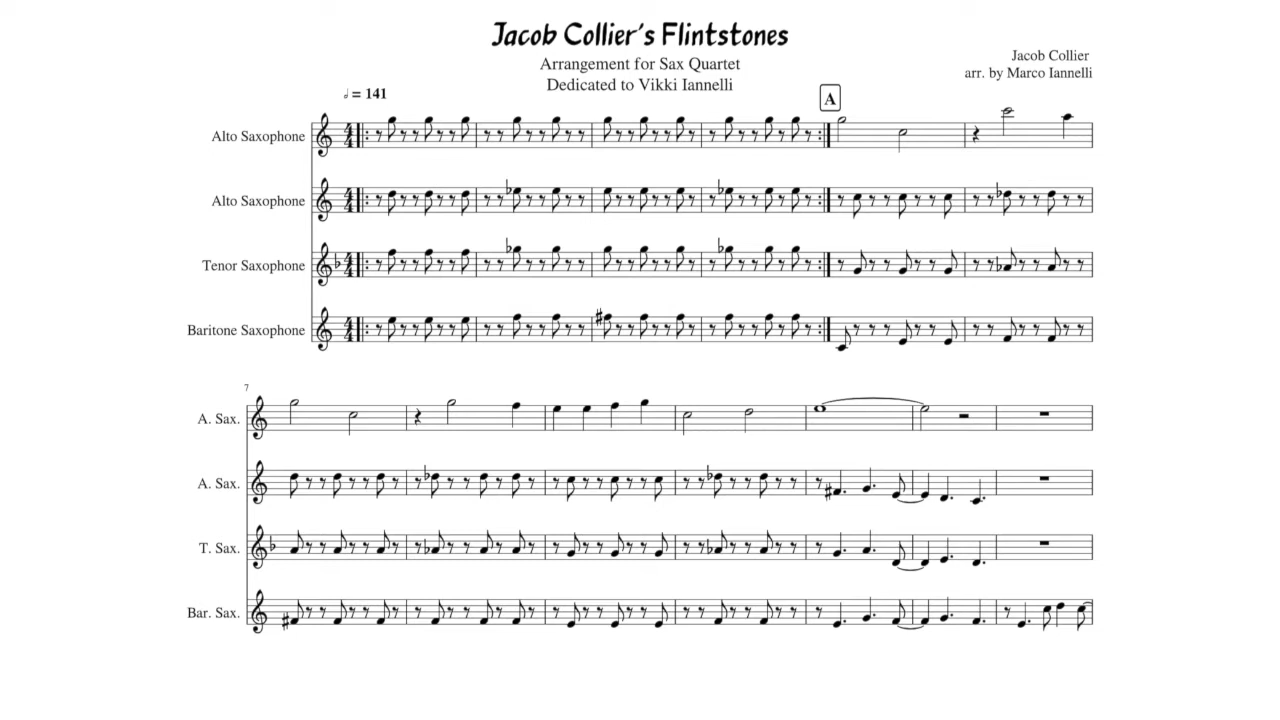 Jacob Collier's Flintstones
Arrangement for Sax Quartet
Dedicated to Vikki Iannelli
Jacob Collier
arr. by Marco Iannelli
𝅗𝅥 = 141
A
Alto Saxophone
Alto Saxophone
Tenor Saxophone
Baritone Saxophone
7
A. Sax.
A. Sax.
T. Sax.
Bar. Sax.